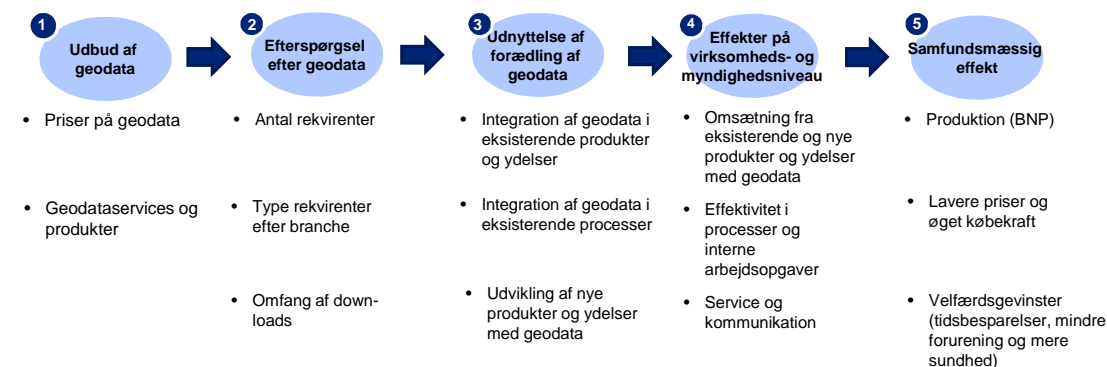 1
Udbud af
geodata
• Priser på geodata
• Geodataservices og
produkter
2
Efterspørgsel
efter geodata
• Antal rekvirenter
• Type rekvirenter
efter branche
• Omfang af down-
loads
3
Udnyttelse af
forædling af
geodata
• Integration af geodata i
eksisterende produkter
og ydelser
• Integration af geodata i
eksisterende processer
• Udvikling af nye
produkter og ydelser
med geodata
4
Effekter på
virksomheds- og
myndighedsniveau
• Omsætning fra
eksisterende og nye
produkter og ydelser
med geodata
• Effektivitet i
processer og
interne
arbejdsopgaver
• Service og
kommunikation
5
Samfundsmæssig
effekt
• Produktion (BNP)
• Lavere priser og
øget købekraft
• Velfærdsgevinster
(tidsbesparelser, mindre
forurening og mere
sundhed)